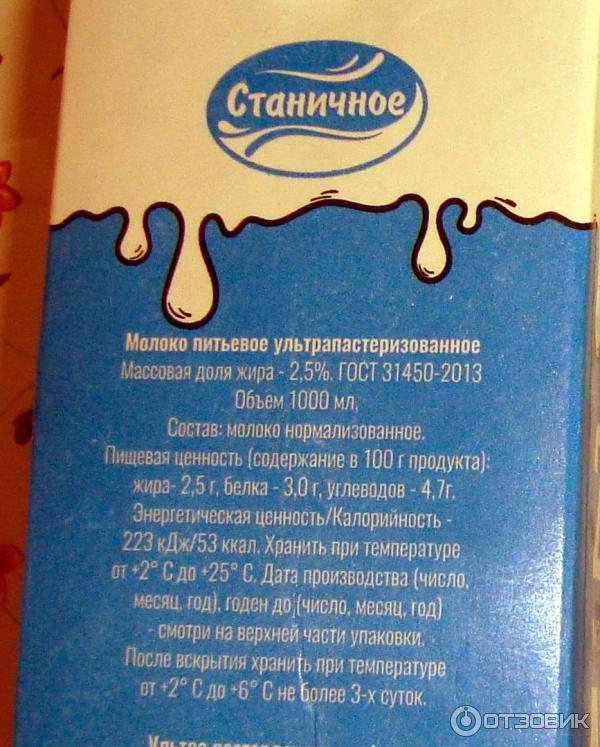 Станичное
Молоко питьевое ультрапастеризованное
Массовая доля жира - 2,5%. ГОСТ 31450-2013
Объем 1000 мл,
Состав: молоко нормализованное.
Пищевая ценность (содержание в 100 г продукта):
жира- 2,5 г, белка - 3,0 г, углеводов - 4,7г.
Энергетическая ценность/Калорийность -
223 кДж/53 ккал. Хранить при температуре
от +2° С до +25° С. Дата производства (число,
месяц, год), годен до (число, месяц, год)
- смотри на верхней части упаковки.
После вскрытия хранить при температуре
от +2° С до +6° С не более 3-х суток.
ОТЗОВИК